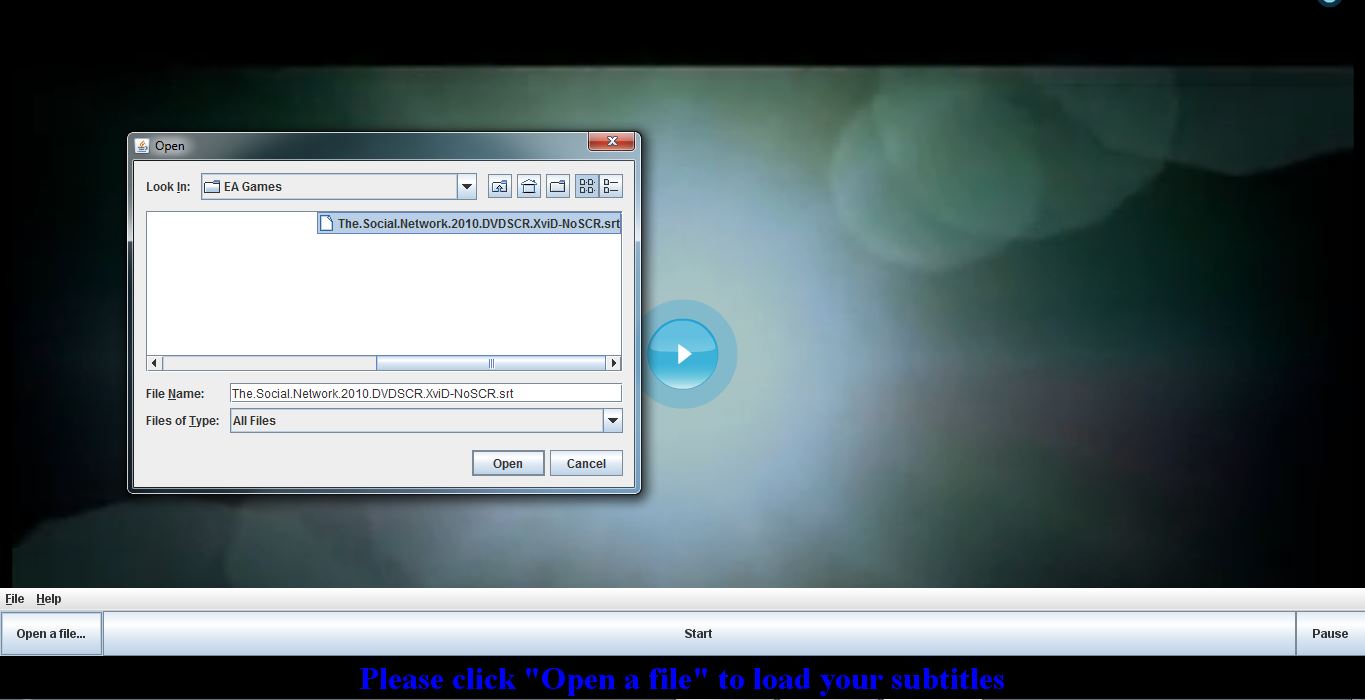 Open
Look In: EA Games
The.Social.Network.2010.DVDSCR.XviD-NoSCR.srt
File Name: The.Social.Network.2010.DVDSCR.XviD-NoSCR.srt
Files of Type: All Files
Open Cancel
File Help
Open a file... Start Pause
Please click "Open a file" to load your subtitles